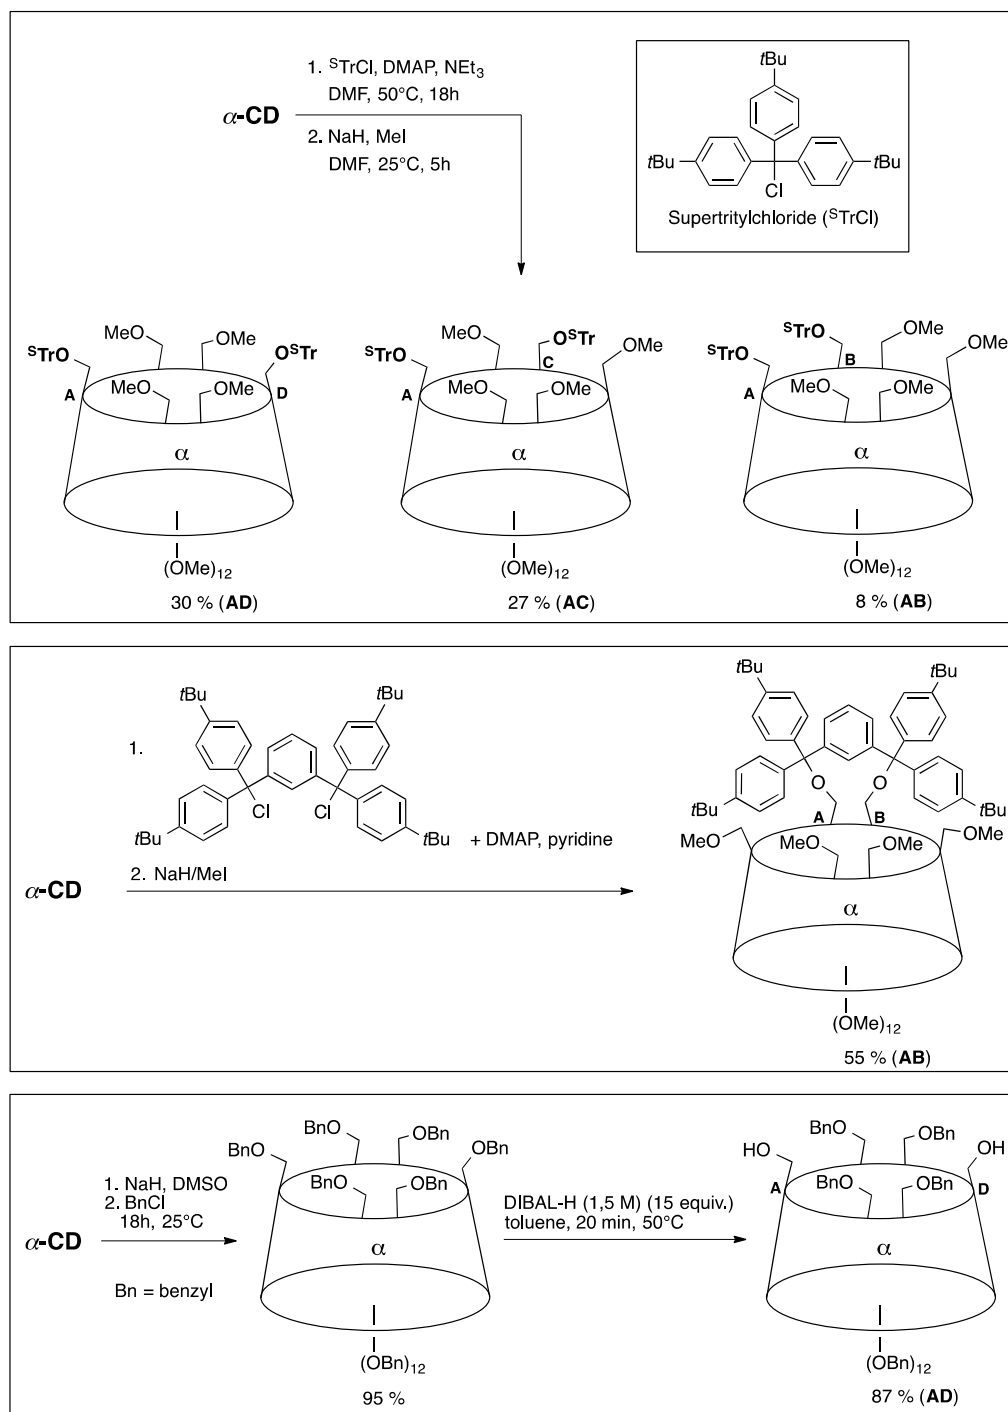 1. STrCl, DMAP, NEt3
DMF, 50°C, 18h
α-CD
2. NaH, MeI
DMF, 25°C, 5h
tBu
tBu
tBu
Cl
Supertritylchloride (STrCl)
STrO
MeO
OMe
OSTr
A
MeO
OMe
D
α
(OMe)12
30 % (AD)
STrO
MeO
OSTr
C
OMe
A
MeO
OMe
α
(OMe)12
27 % (AC)
STrO
STrO
B
OMe
OMe
A
MeO
OMe
α
(OMe)12
8 % (AB)
1.
tBu
tBu
Cl
Cl
tBu
tBu
+ DMAP, pyridine
2. NaH/MeI
α-CD
tBu
tBu
tBu
O
O
tBu
A
B
MeO
MeO
OMe
OMe
α
(OMe)12
55 % (AB)
α-CD
1. NaH, DMSO
2. BnCl
18h, 25°C
Bn = benzyl
BnO
BnO
OBn
OBn
BnO
OBn
α
(OBn)12
95 %
DIBAL-H (1,5 M) (15 equiv.)
toluene, 20 min, 50°C
HO
BnO
OBn
OH
A
BnO
OBn
D
α
(OBn)12
87 % (AD)